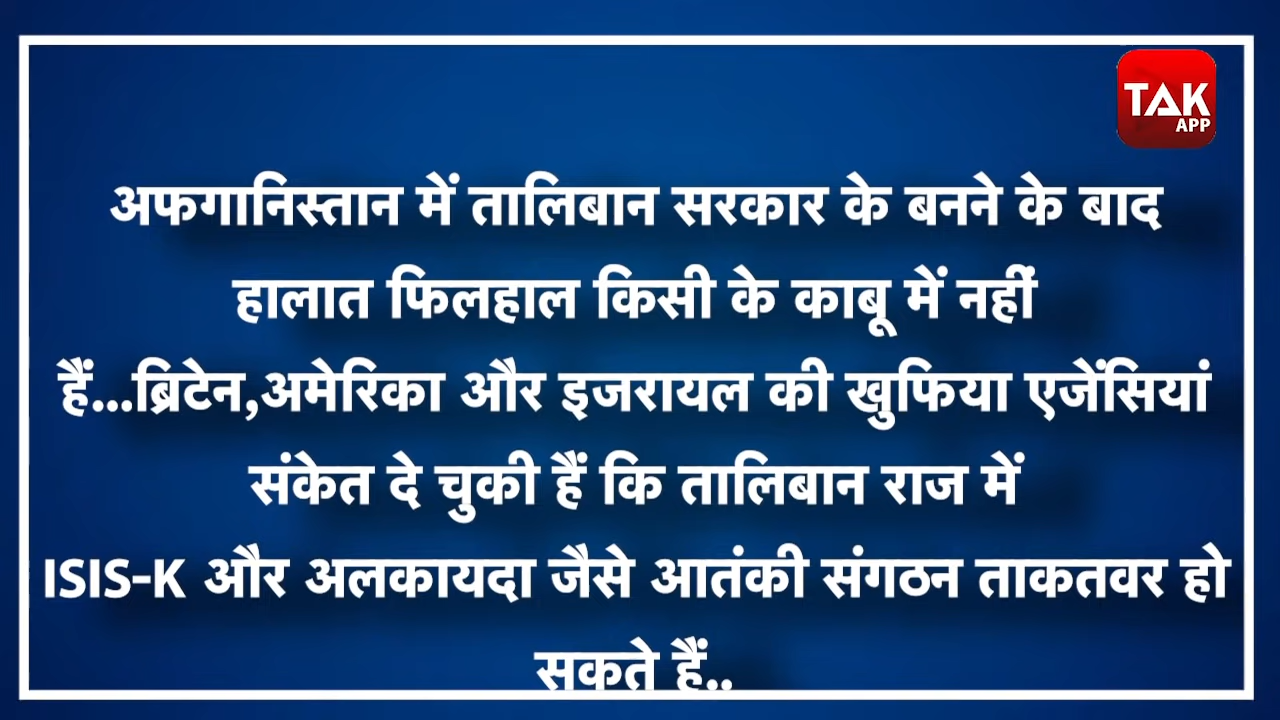 TAK
APP
अफगानिस्तान में तालिबान सरकार के बनने के बाद
हालात फिलहाल किसी के काबू में नहीं
हैं...ब्रिटेन,अमेरिका और इजरायल की खुफिया एजेंसियां
संकेत दे चुकी हैं कि तालिबान राज में
ISIS-K और अलकायदा जैसे आतंकी संगठन ताकतवर हो
सकते हैं..